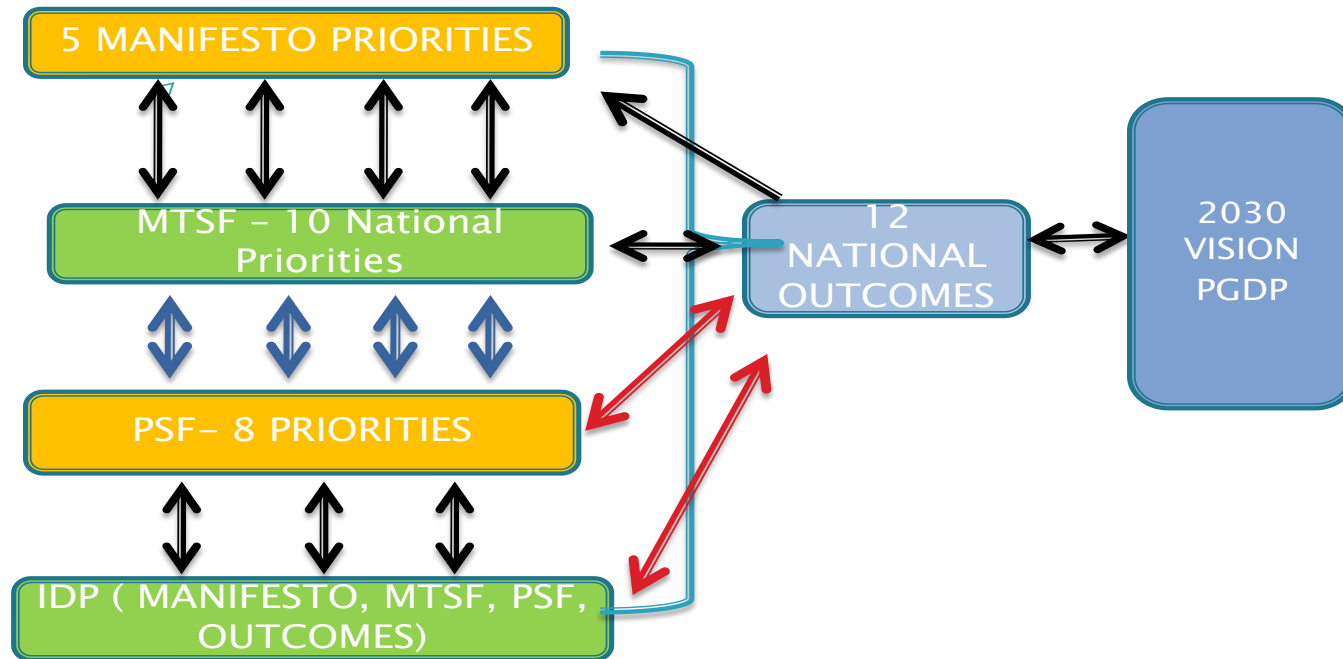 5 MANIFESTO PRIORITIES
MTSF – 10 National
Priorities
PSF– 8 PRIORITIES
IDP ( MANIFESTO, MTSF, PSF,
OUTCOMES)
12
NATIONAL
OUTCOMES
2030
VISION
PGDP